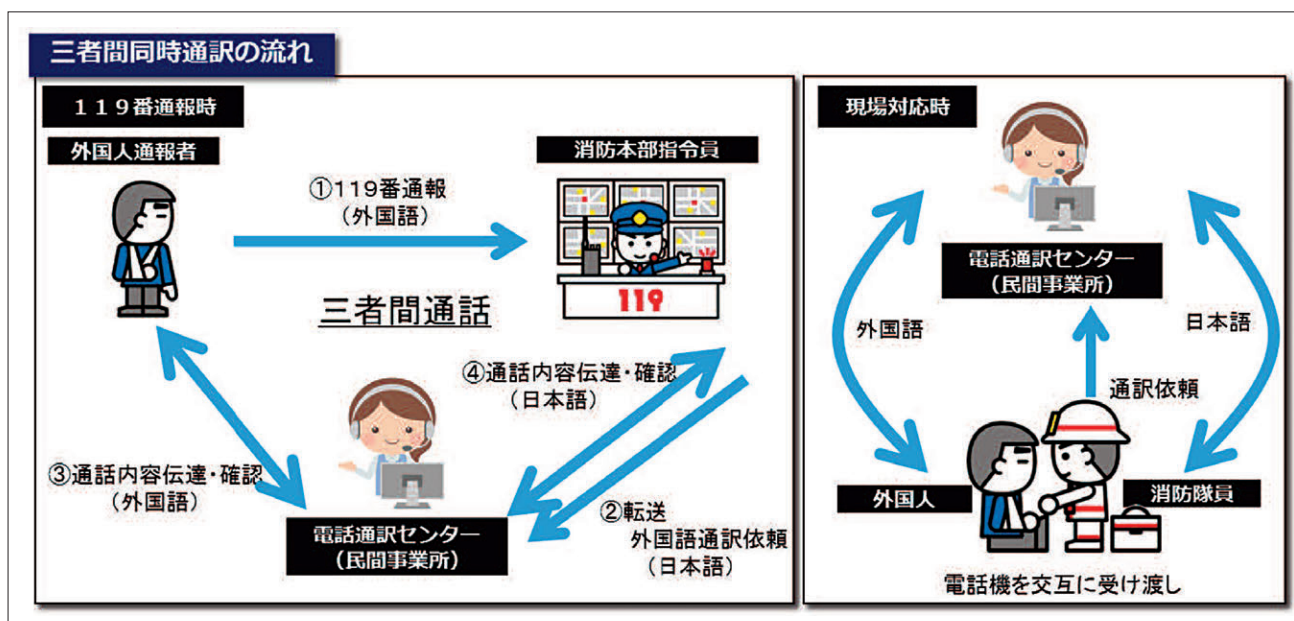 三者間同時通訳の流れ
119番通報時
外国人通報者
消防本部指令員
①119番通報
(外国語)
119
三者間通話
④通話内容伝達・確認
(日本語)
③通話内容伝達・確認
(外国語)
②転送
外国語通訳依頼
(日本語)
電話通訳センター
(民間事業所)
現場対応時
電話通訳センター
(民間事業所)
外国語
日本語
通訳依頼
外国人
消防隊員
電話機を交互に受け渡し